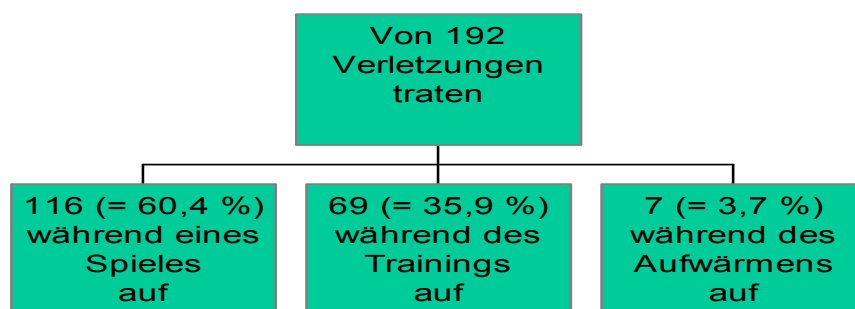 Von 192
Verletzungen
traten
116 (= 60,4 %)
während eines
Spieles
auf
69 (= 35,9 %)
während des
Trainings
auf
7 (= 3,7 %)
während des
Aufwärmens
auf